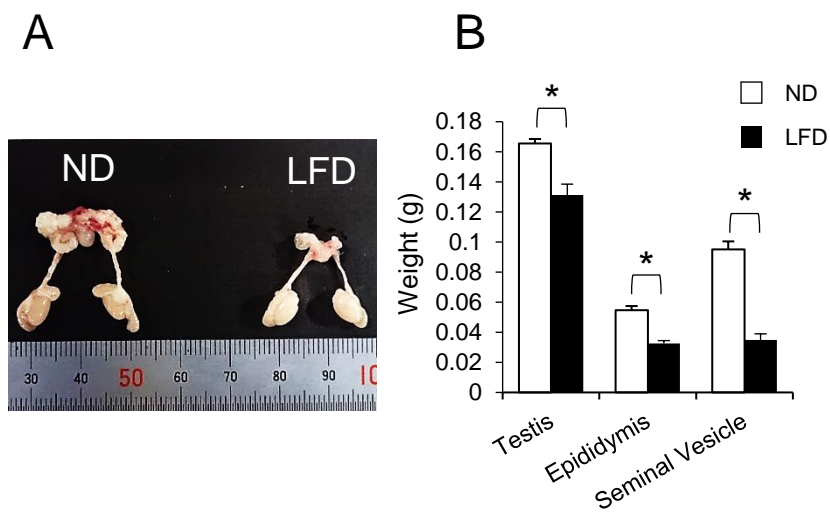 A
B
ND
LFD
30 40 50 60 70 80 90 10
ND
LFD
*
*
*
0.18
0.16
0.14
0.12
0.1
0.08
0.06
0.04
0.02
0
Weight (g)
Testis
Epididymis
Seminal Vesicle